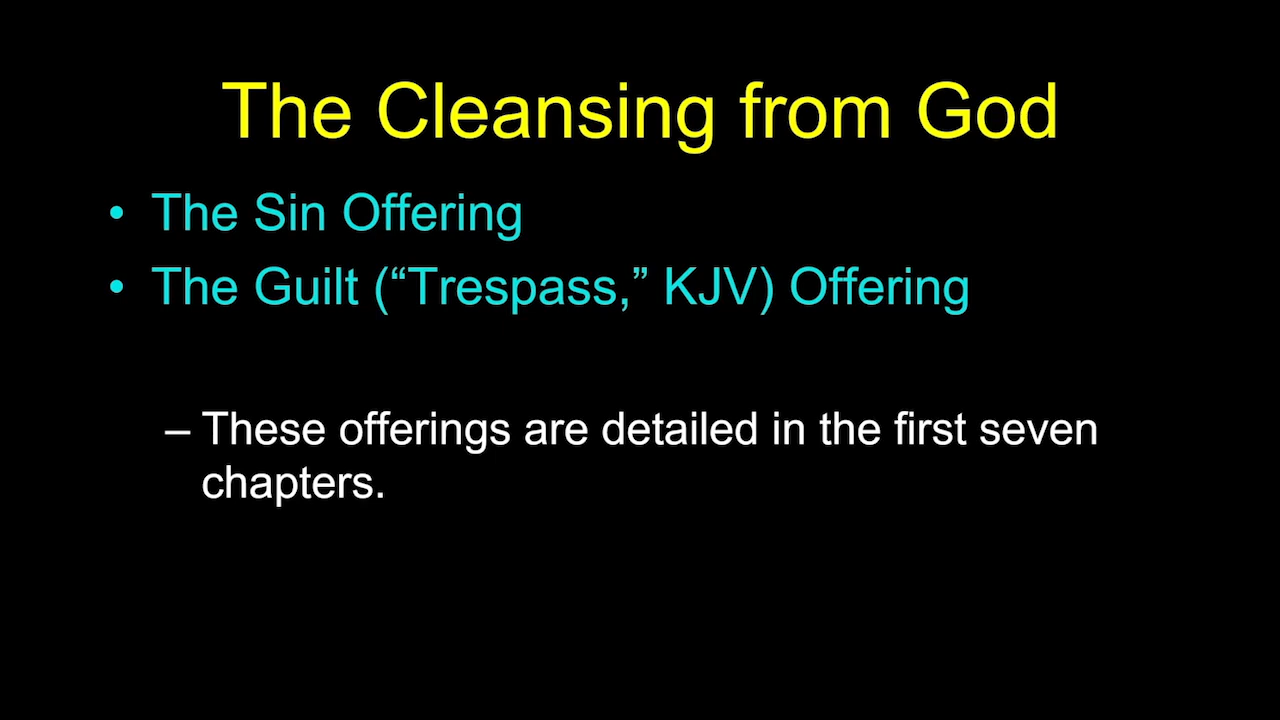 The Cleansing from God
• The Sin Offering
• The Guilt (“Trespass,” KJV) Offering
– These offerings are detailed in the first seven
chapters.